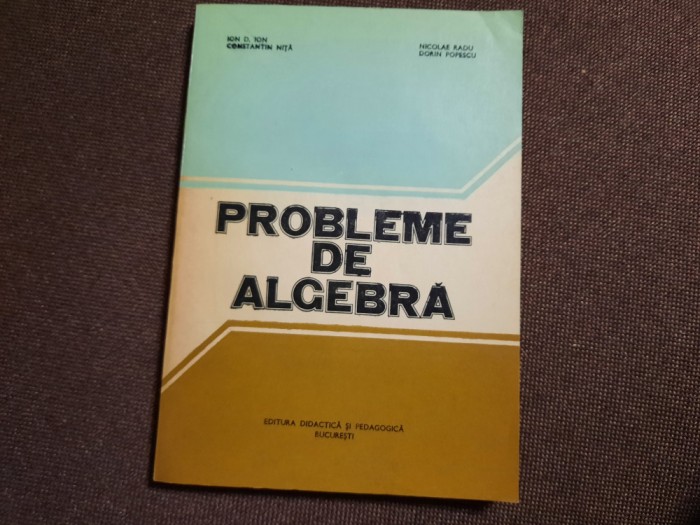 ION D. ION
CONSTANTIN NIȚĂ
NICOLAE RADU
DORIN POPESCU
PROBLEME
DE
ALGEBRĂ
EDITURA DIDACTICĂ ȘI PEDAGOGICĂ
BUCUREȘTI